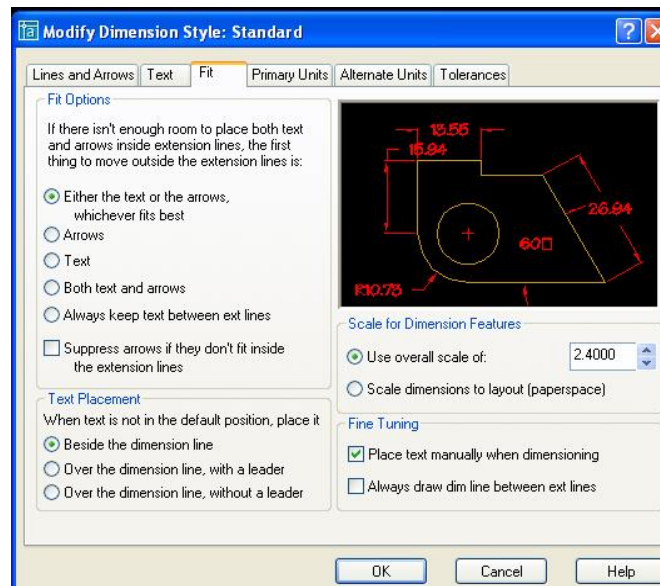 Modify Dimension Style: Standard
Lines and Arrows Text Fit Primary Units Alternate Units Tolerances
Fit Options
If there isn't enough room to place both text
and arrows inside extension lines, the first
thing to move outside the extension lines is:
Either the text or the arrows,
whichever fits best
Arrows
Text
Both text and arrows
Always keep text between ext lines
Suppress arrows if they don't fit inside
the extension lines
Text Placement
When text is not in the default position, place it
Beside the dimension line
Over the dimension line, with a leader
Over the dimension line, without a leader
13.55
15.94
26.94
60□
R10.73
Scale for Dimension Features
Use overall scale of: 2.4000
Scale dimensions to layout (paperspace)
Fine Tuning
Place text manually when dimensioning
Always draw dim line between ext lines
OK Cancel Help